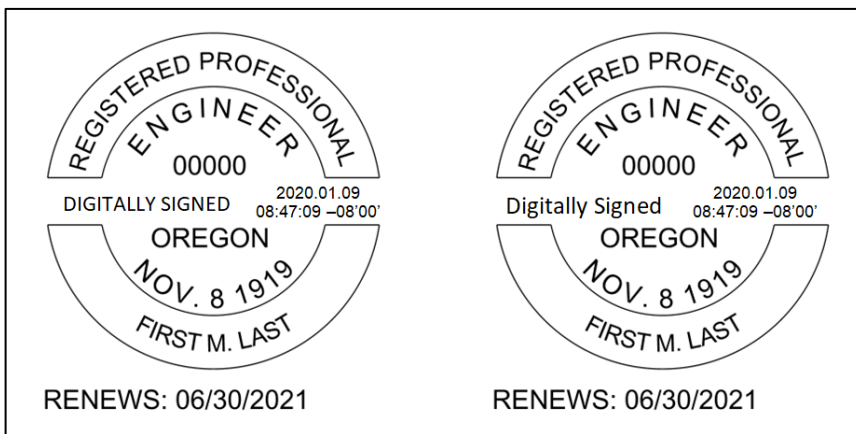 REGISTERED PROFESSIONAL
ENGINEER
00000
DIGITALLY SIGNED
2020.01.09
08:47:09 –08'00'
OREGON
NOV. 8 1919
FIRST M. LAST
RENEWS: 06/30/2021
REGISTERED PROFESSIONAL
ENGINEER
00000
Digitally Signed
2020.01.09
08:47:09 –08'00'
OREGON
NOV. 8 1919
FIRST M. LAST
RENEWS: 06/30/2021